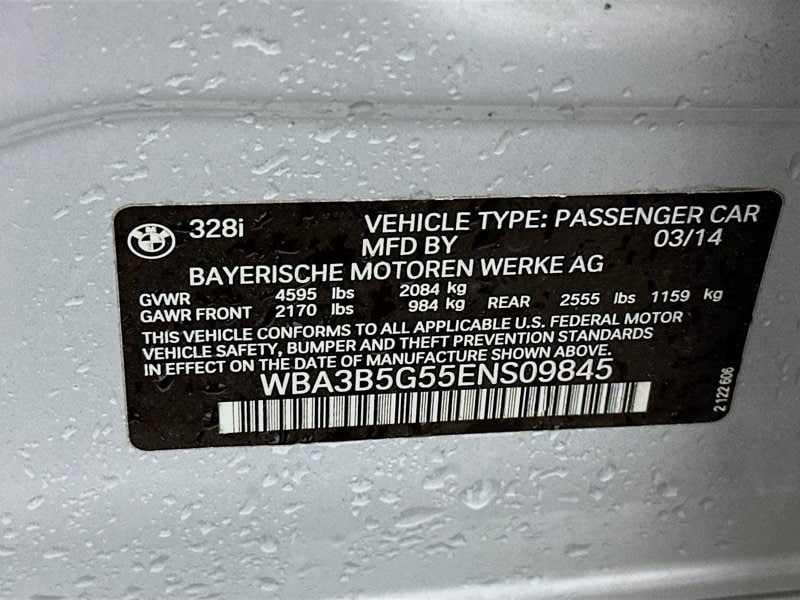 328i VEHICLE TYPE: PASSENGER CAR
MFD BY 03/14
BAYERISCHE MOTOREN WERKE AG
GVWR 4595 lbs 2084 kg
GAWR FRONT 2170 lbs 984 kg REAR 2555 lbs 1159 kg
THIS VEHICLE CONFORMS TO ALL APPLICABLE U.S. FEDERAL MOTOR
VEHICLE SAFETY, BUMPER AND THEFT PREVENTION STANDARDS
IN EFFECT ON THE DATE OF MANUFACTURE SHOWN ABOVE.
WBA3B5G55ENS09845
2 122 606